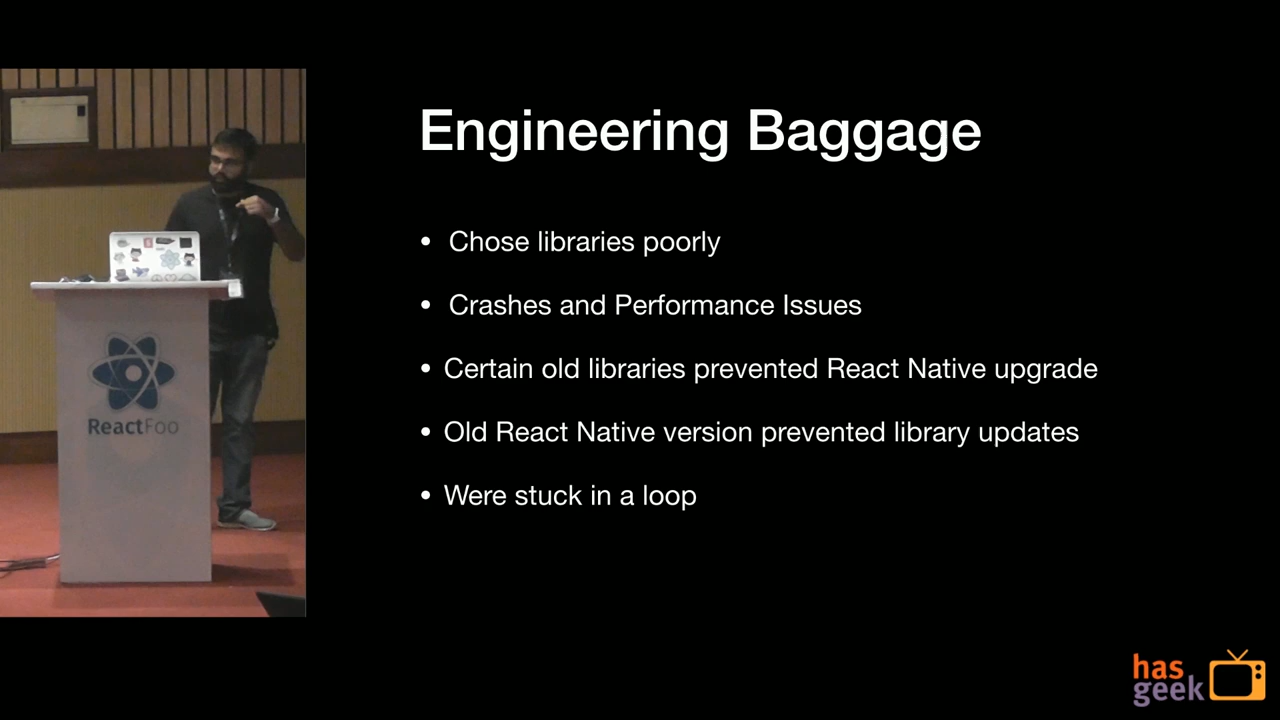 Engineering Baggage
• Chose libraries poorly
• Crashes and Performance Issues
• Certain old libraries prevented React Native upgrade
• Old React Native version prevented library updates
• Were stuck in a loop
ReactFoo
has
geek